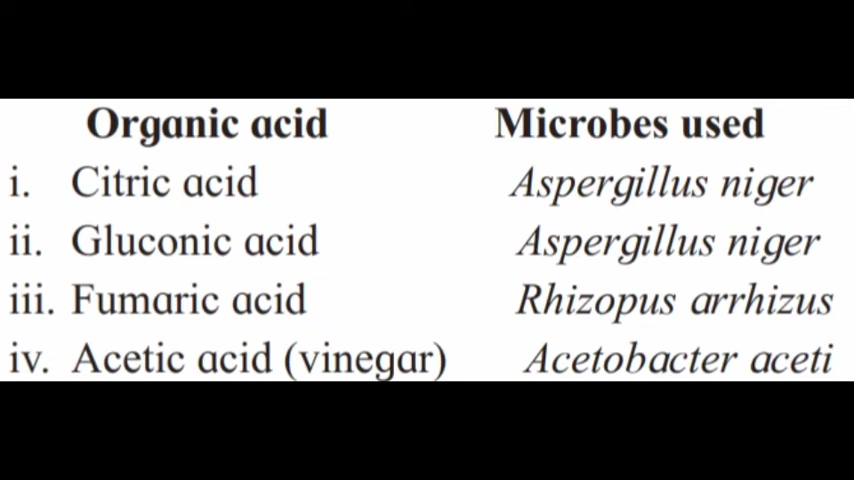 Organic acid Microbes used
i. Citric acid Aspergillus niger
ii. Gluconic acid Aspergillus niger
iii. Fumaric acid Rhizopus arrhizus
iv. Acetic acid (vinegar) Acetobacter aceti